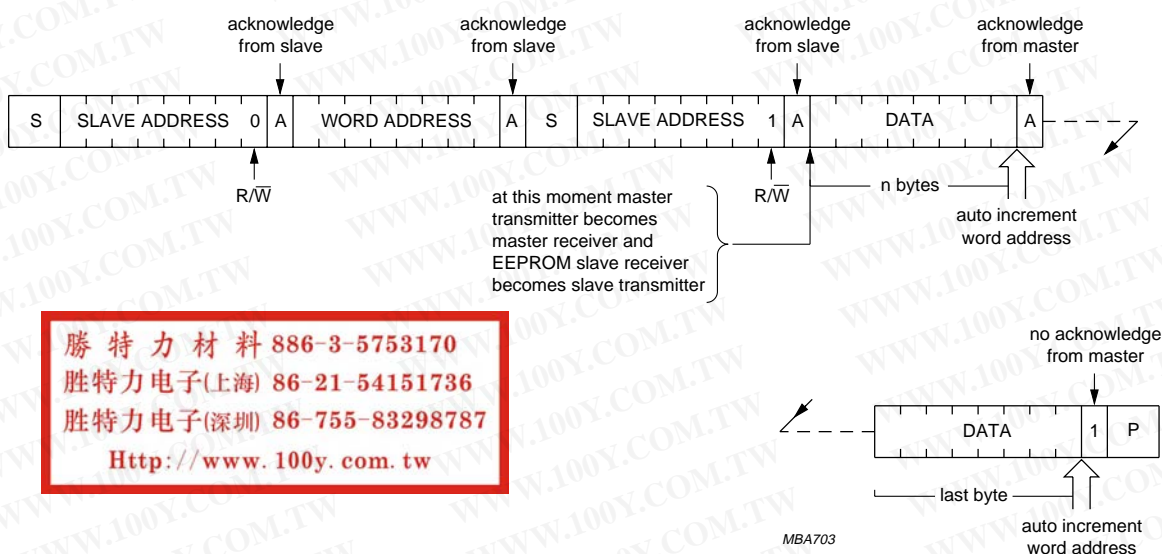 acknowledge
from slave
acknowledge
from slave
acknowledge
from slave
acknowledge
from master
S SLAVE ADDRESS 0 A WORD ADDRESS A S SLAVE ADDRESS 1 A DATA A
R/W̅
R/W̅
at this moment master
transmitter becomes
master receiver and
EEPROM slave receiver
becomes slave transmitter
n bytes
auto increment
word address
勝特力材料 886-3-5753170
胜特力电子(上海) 86-21-54151736
胜特力电子(深圳) 86-755-83298787
Http://www.100y.com.tw
no acknowledge
from master
DATA 1 P
last byte
auto increment
word address
MBA703
WWW.100Y.COM.TW